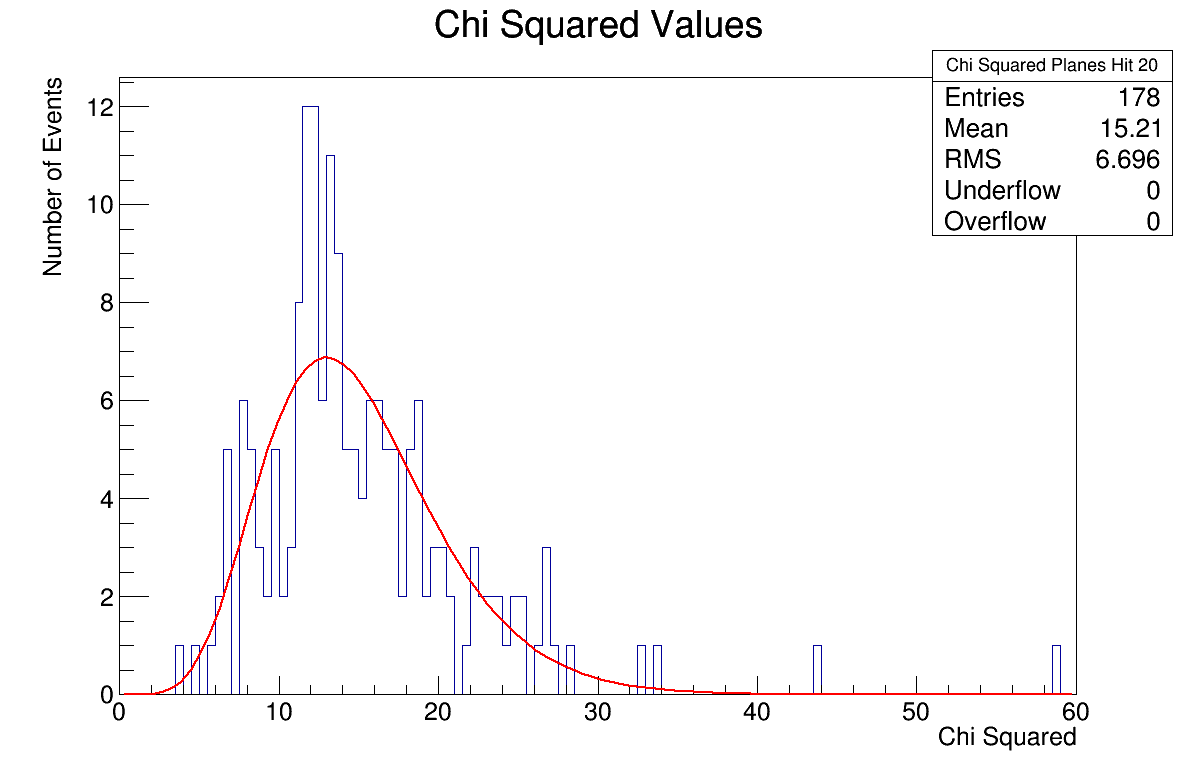 Chi Squared Values
Chi Squared Planes Hit 20
Entries 178
Mean 15.21
RMS 6.696
Underflow 0
Overflow 0
Number of Events
12
10
8
6
4
2
0
0 10 20 30 40 50 60
Chi Squared